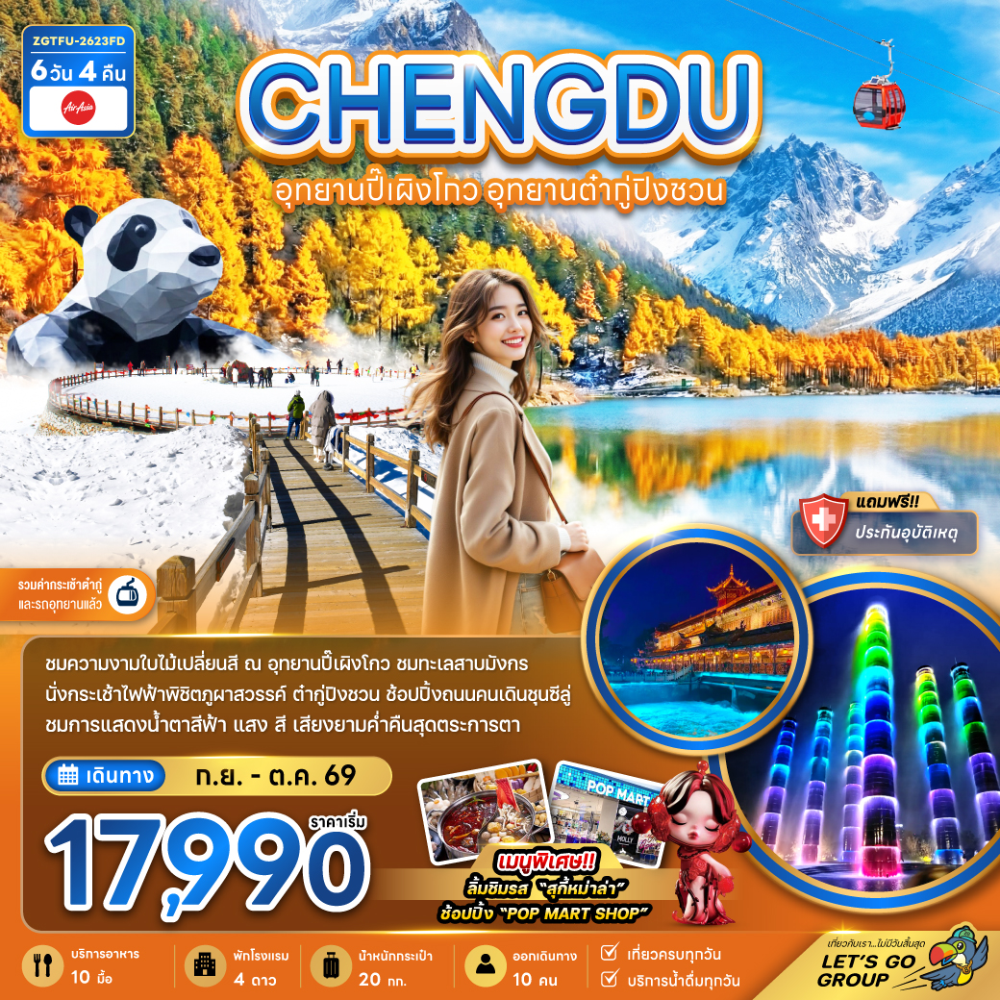 ZGTFU-2623FD
6 วัน 4 คืน
AirAsia
CHENGDU
อุทยานปี้เผิงโกว อุทยานต๋ากู่ปิงชวน
แถมฟรี!!
ประกันอุบัติเหตุ
รวมค่ากระเช้าต๋ากู่
และรถอุทยานแล้ว
ชมความงามใบไม้เปลี่ยนสี ณ อุทยานปี้เผิงโกว ชมทะเลสาบมังกร
นั่งกระเช้าไฟฟ้าพิชิตภูผาสวรรค์ ต๋ากู่ปิงชวน ช้อปปิ้งถนนคนเดินชุนซีลู่
ชมการแสดงน้ำตาสีฟ้า แสง สี เสียงยามค่ำคืนสุดตระการตา
เดินทาง ก.ย. - ต.ค. 69
ราคาเริ่ม
17,990
POP MART
MOLLY
เมนูพิเศษ!!
ลิ้มชิมรส “สุกี้หม่าล่า”
ช้อปปิ้ง “POP MART SHOP”
บริการอาหาร
10 มื้อ
พักโรงแรม
4 ดาว
น้ำหนักกระเป๋า
20 กก.
ออกเดินทาง
10 คน
เที่ยวครบทุกวัน
บริการน้ำดื่มทุกวัน
เที่ยวกับเรา...ไม่มีวันสิ้นสุด
LET'S GO
GROUP